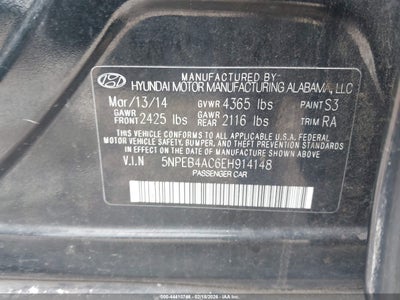 MANUFACTURED BY
HYUNDAI MOTOR MANUFACTURING ALABAMA, LLC
Mar/13/14 GVWR 4365 lbs PAINT S3
GAWR FRONT 2425 lbs GAWR REAR 2116 lbs TRIM RA
THIS VEHICLE CONFORMS TO ALL APPLICABLE U.S.A. FEDERAL
MOTOR VEHICLE SAFETY, BUMPER, AND THEFT PREVENTION
STANDARDS IN EFFECT ON THE DATE OF MANUFACTURE SHOWN ABOVE.
V.I.N 5NPEB4AC6EH914148
PASSENGER CAR